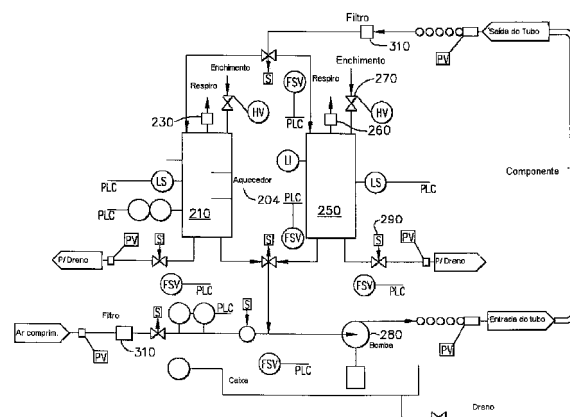 Filtro
310
Saída do Tubo
PV
S
Enchimento
Respiro
FSV
PLC
Enchimento
Respiro
270
HV
230
HV
260
LI
Componente
PLC
LS
Aquecedor
204
PLC
LS
PLC
210
PLC
250
FSV
S
290
PV
P/Dreno
PV
S
S
P/Dreno
FSV
PLC
FSV
PLC
Filtro
S
PLC
S
Ar comprim.
PV
310
280
Bomba
Entrada do tubo
PV
FSV
PLC
Caixa
Dreno